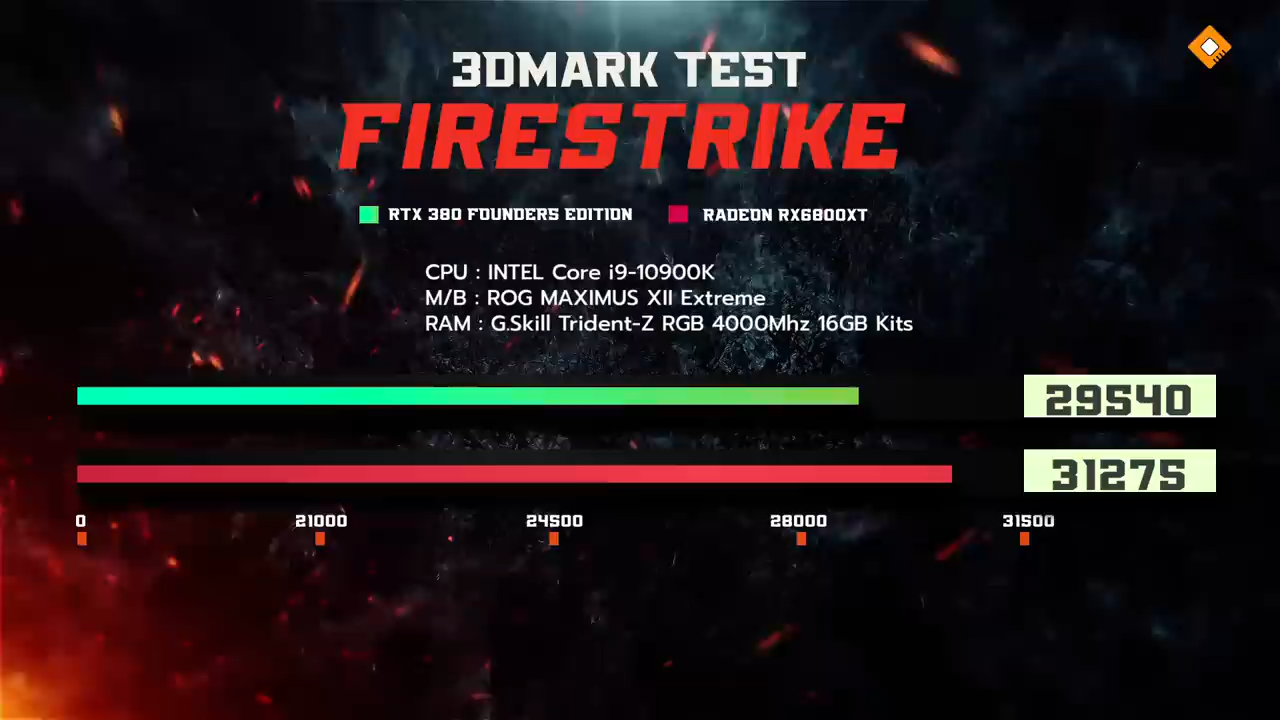 3DMARK TEST
FIRESTRIKE
RTX 380 FOUNDERS EDITION RADEON RX6800XT
CPU : INTEL Core i9-10900K
M/B : ROG MAXIMUS XII Extreme
RAM : G.Skill Trident-Z RGB 4000Mhz 16GB Kits
29540
31275
0 21000 24500 28000 31500